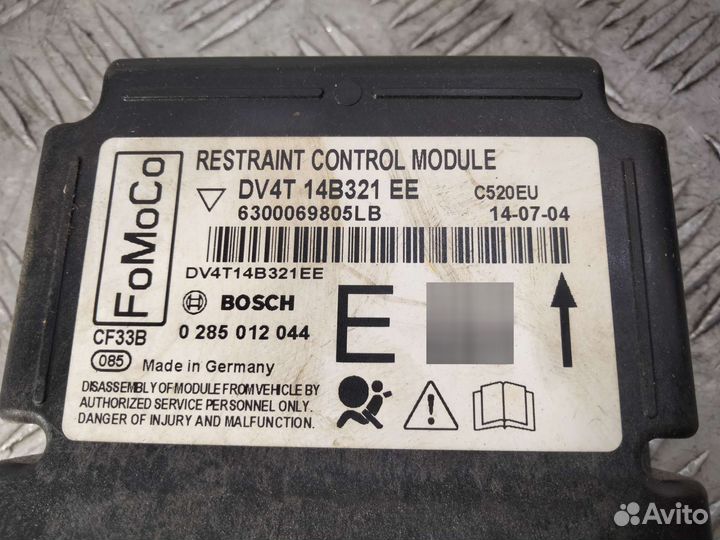 FoMoCo
RESTRAINT CONTROL MODULE
DV4T 14B321 EE
C520EU
6300069805LB
14-07-04
DV4T14B321EE
BOSCH
E
CF33B
0 285 012 044
085
Made in Germany
DISASSEMBLY OF MODULE FROM VEHICLE BY
AUTHORIZED SERVICE PERSONNEL ONLY.
DANGER OF INJURY AND MALFUNCTION.
Avito